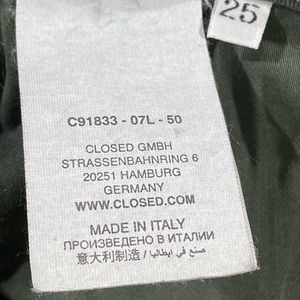 25
C91833 - 07L - 50
CLOSED GMBH
STRASSENBAHNRING 6
20251 HAMBURG
GERMANY
WWW.CLOSED.COM
MADE IN ITALY
ПРОИЗВЕДЕНО В ИТАЛИИ
意大利制造 / صنع في ايطاليا